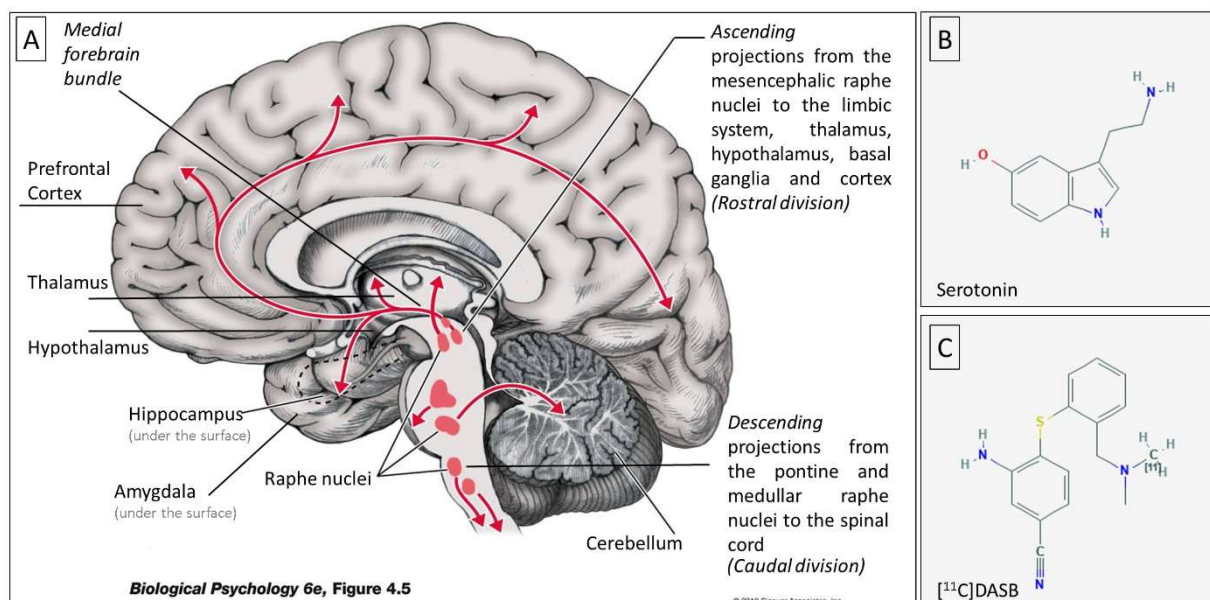 A
Medial
forebrain
bundle
Prefrontal
Cortex
Thalamus
Hypothalamus
Hippocampus
(under the surface)
Amygdala
(under the surface)
Raphe nuclei
Cerebellum
Ascending
projections from the
mesencephalic raphe
nuclei to the limbic
system, thalamus,
hypothalamus, basal
ganglia and cortex
(Rostral division)
Descending
projections from
the pontine and
medullar raphe
nuclei to the spinal
cord
(Caudal division)
Biological Psychology 6e, Figure 4.5
B
H
N
H
H
O
N
H
Serotonin
C
S
H
N
H
H
C
H
[11]
H
N
C
N
[¹¹C]DASB